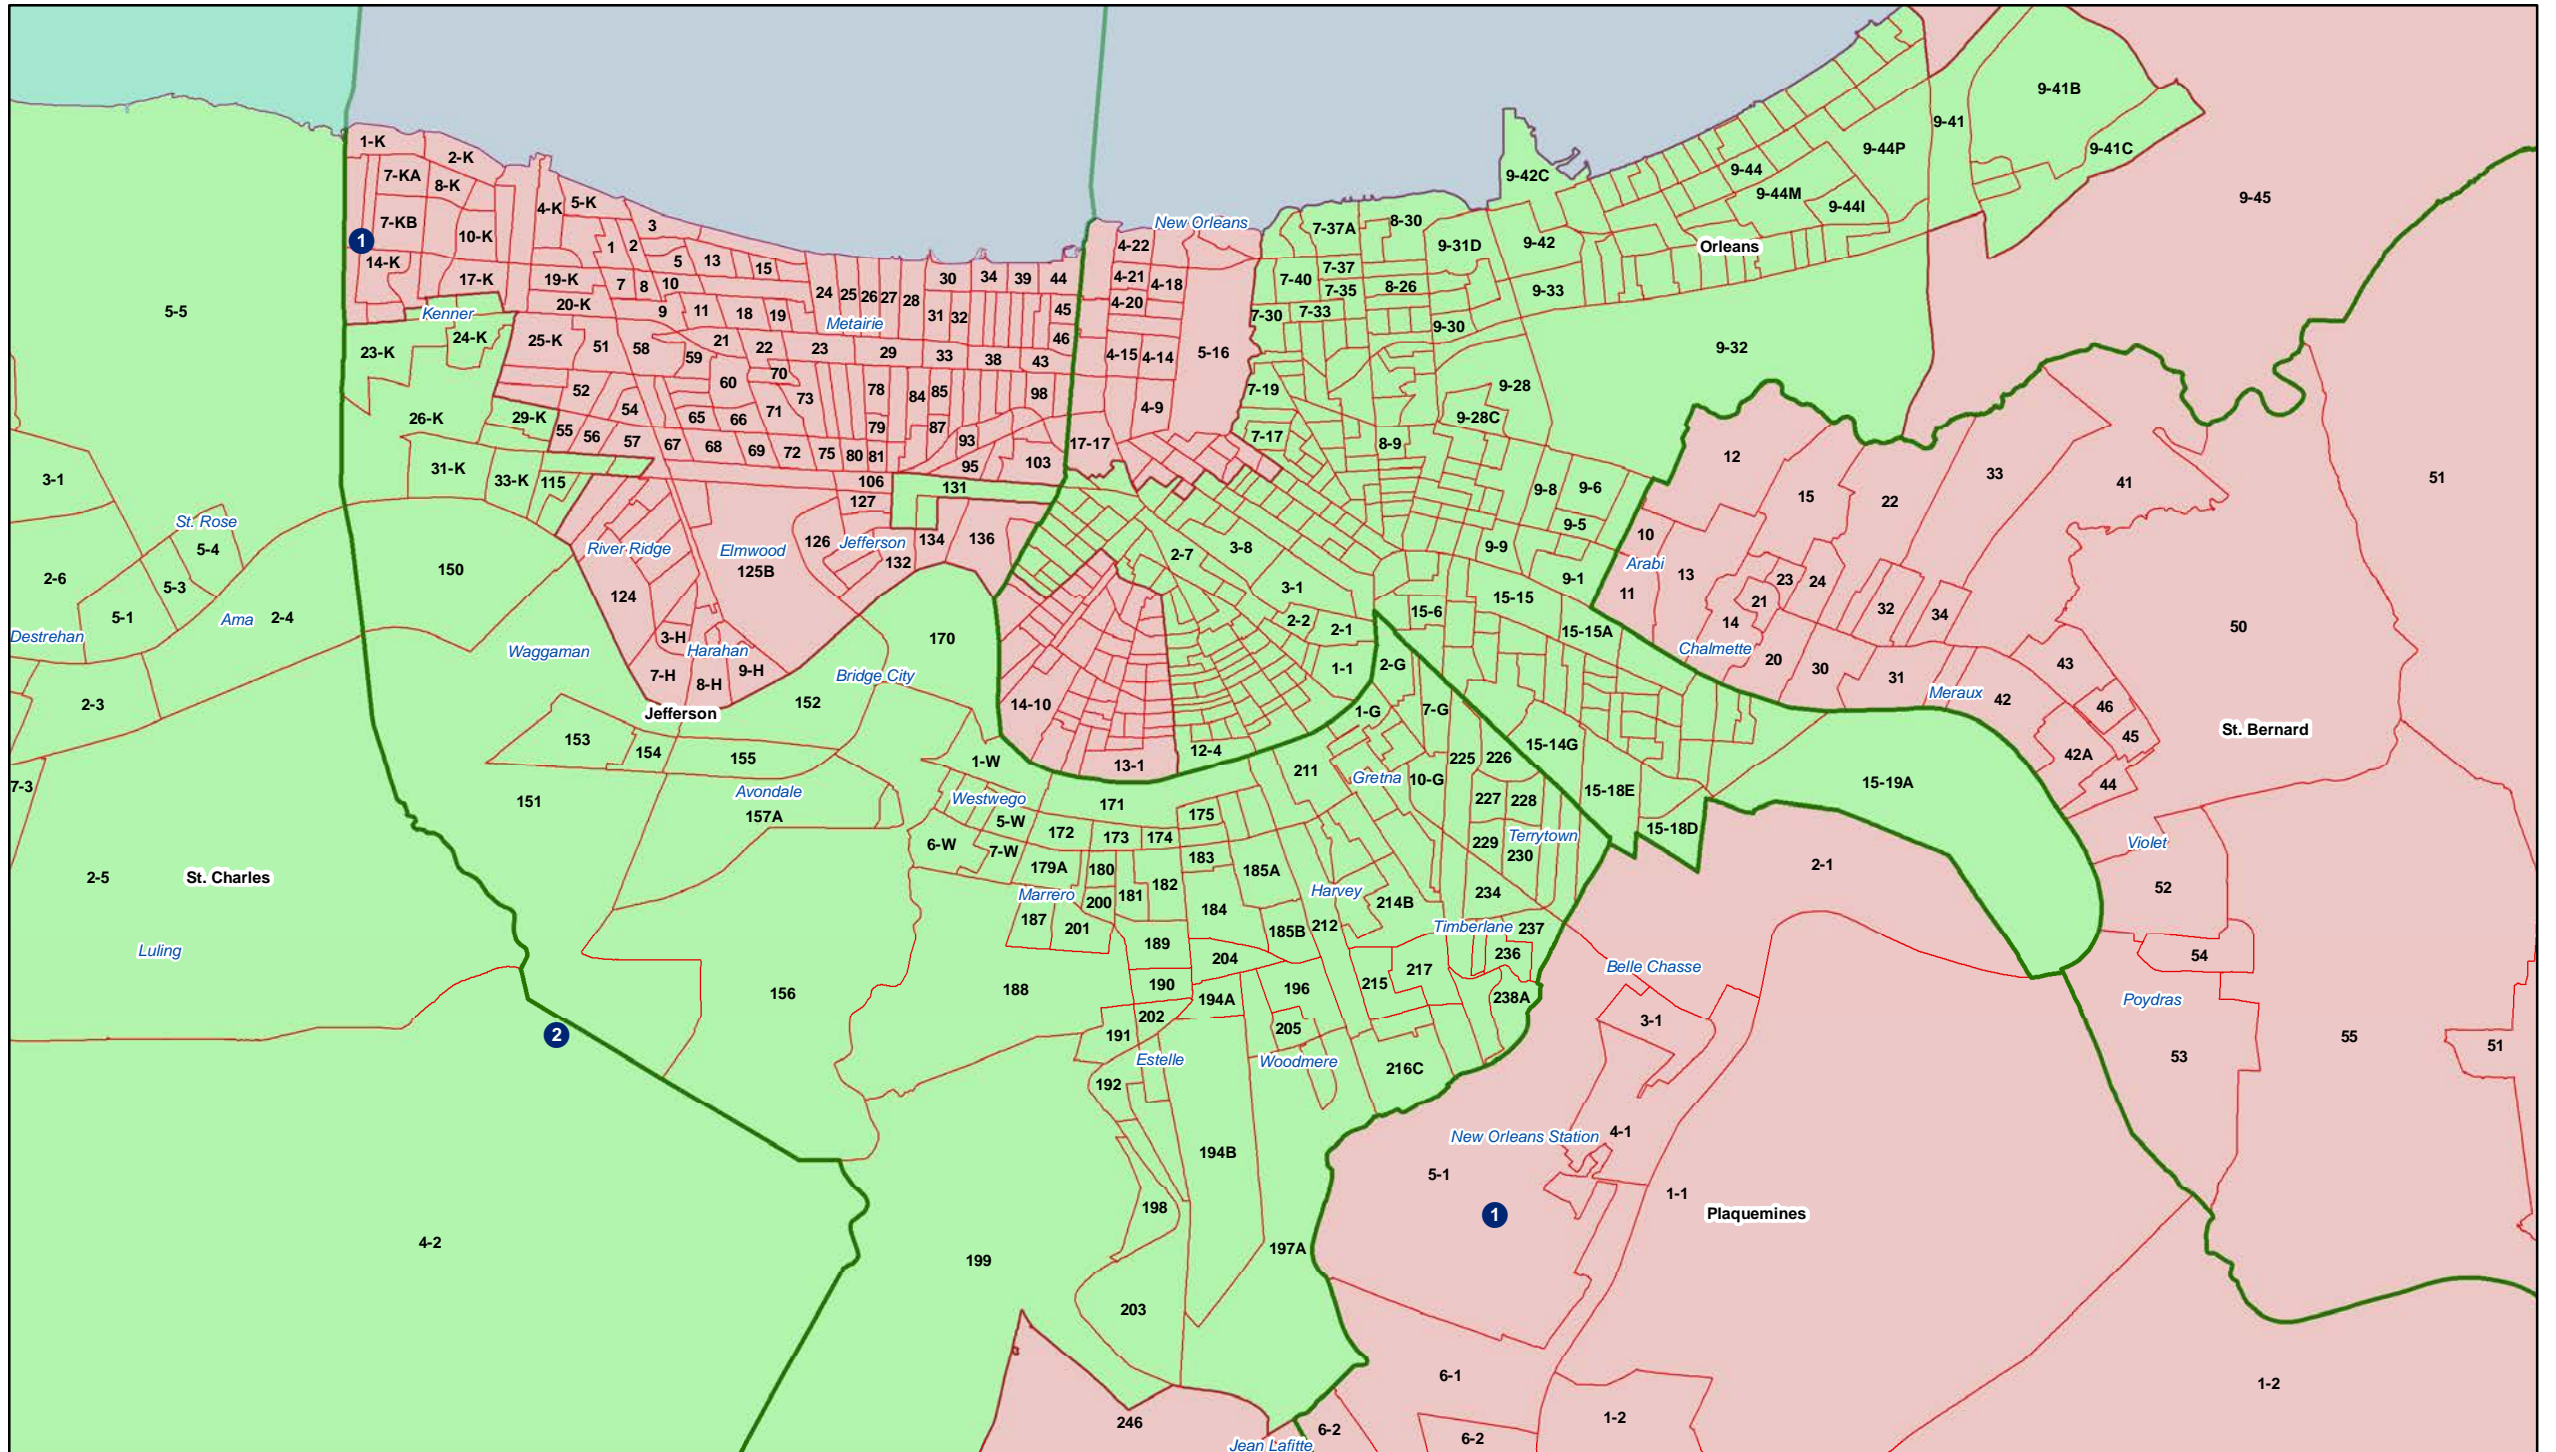 9-41B
9-41
9-41C
1-K
2-K
9-44P
9-42C
9-44
7-KA
8-K
9-44M
9-45
4-K
5-K
9-44I
7-KB
3
New Orleans
8-30
7-37A
10-K
1
2
4-22
9-31D
9-42
Orleans
1
14-K
5
13
15
7-37
17-K
19-K
7
8
10
30
34
39
44
4-21
4-18
7-40
7-35
8-26
9-33
24
25
26
27
28
20-K
4-20
5-5
Kenner
9
11
18
19
Metairie
31
32
45
7-30
7-33
9-30
24-K
46
23-K
25-K
51
58
21
22
23
29
33
38
43
4-15
4-14
5-16
9-32
59
70
60
52
73
78
84
85
98
7-19
9-28
54
71
4-9
26-K
29-K
65
66
9-28C
55
56
57
67
68
69
72
75
80
81
79
87
93
17-17
7-17
8-9
31-K
33-K
115
95
103
12
33
41
51
3-1
106
131
9-8
9-6
15
22
127
St. Rose
9-5
5-4
River Ridge
Elmwood
126
Jefferson
134
136
2-7
3-8
9-9
10
125B
132
Arabi
2-6
150
9-1
13
23
24
5-3
124
3-1
15-15
11
21
5-1
Ama
2-4
15-6
32
34
14
2-2
2-1
15-15A
50
Destrehan
Waggaman
3-H
Harahan
170
Chalmette
20
30
43
7-H
8-H
9-H
Bridge City
1-1
2-G
31
Meraux
42
2-3
152
14-10
1-G
7-G
46
Jefferson
153
154
155
12-4
15-14G
45
St. Bernard
1-W
13-1
211
225
226
42A
7-3
Gretna
10-G
15-18E
15-19A
44
151
Avondale
Westwego
171
227
228
157A
5-W
175
15-18D
172
173
174
229
Terrytown
Violet
6-W
7-W
183
230
2-1
179A
180
185A
2-5
St. Charles
182
Harvey
234
52
Marrero
200
181
214B
187
201
184
185B
212
Timberlane
237
Luling
189
204
236
54
Belle Chasse
156
188
190
194A
196
215
217
238A
Poydras
202
205
3-1
2
191
55
51
Estelle
Woodmere
53
192
216C
New Orleans Station
4-1
194B
5-1
198
1-1
1
Plaquemines
4-2
199
197A
203
6-1
1-2
246
6-2
1-2
Jean Lafitte
6-2